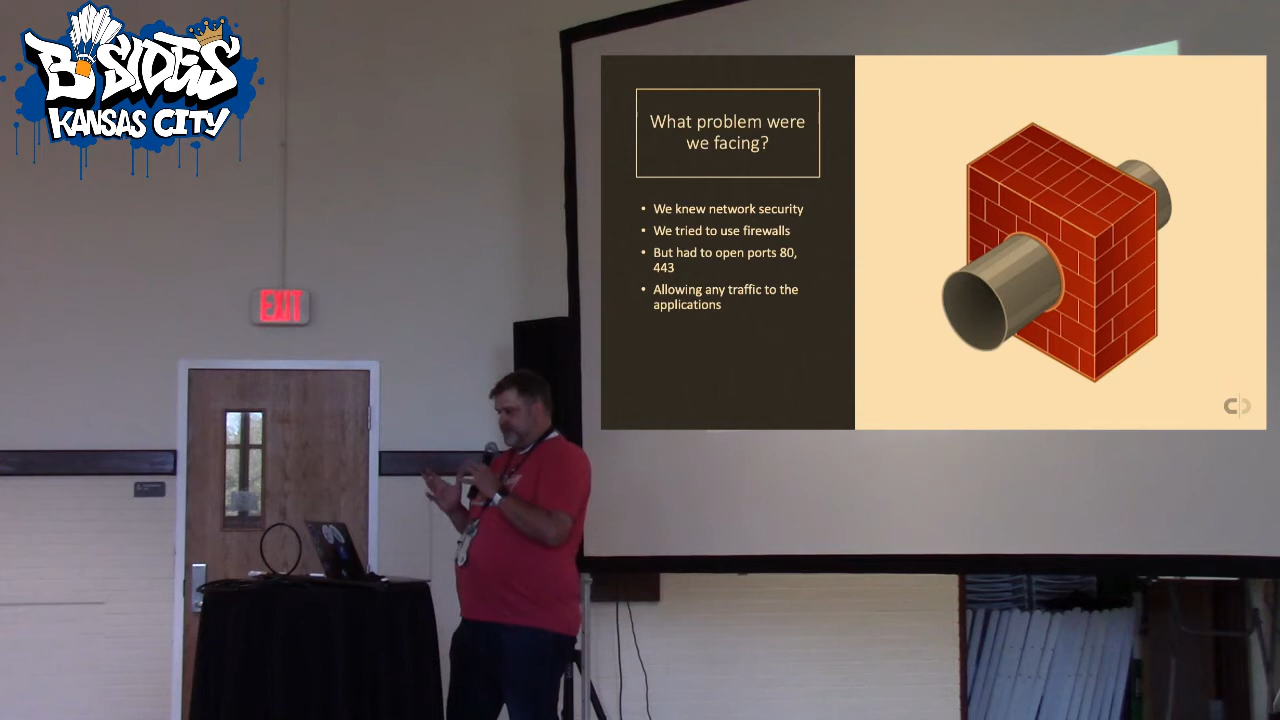 B·SIDES
KANSAS CITY
What problem were
we facing?
• We knew network security
• We tried to use firewalls
• But had to open ports 80,
443
• Allowing any traffic to the
applications
EXIT